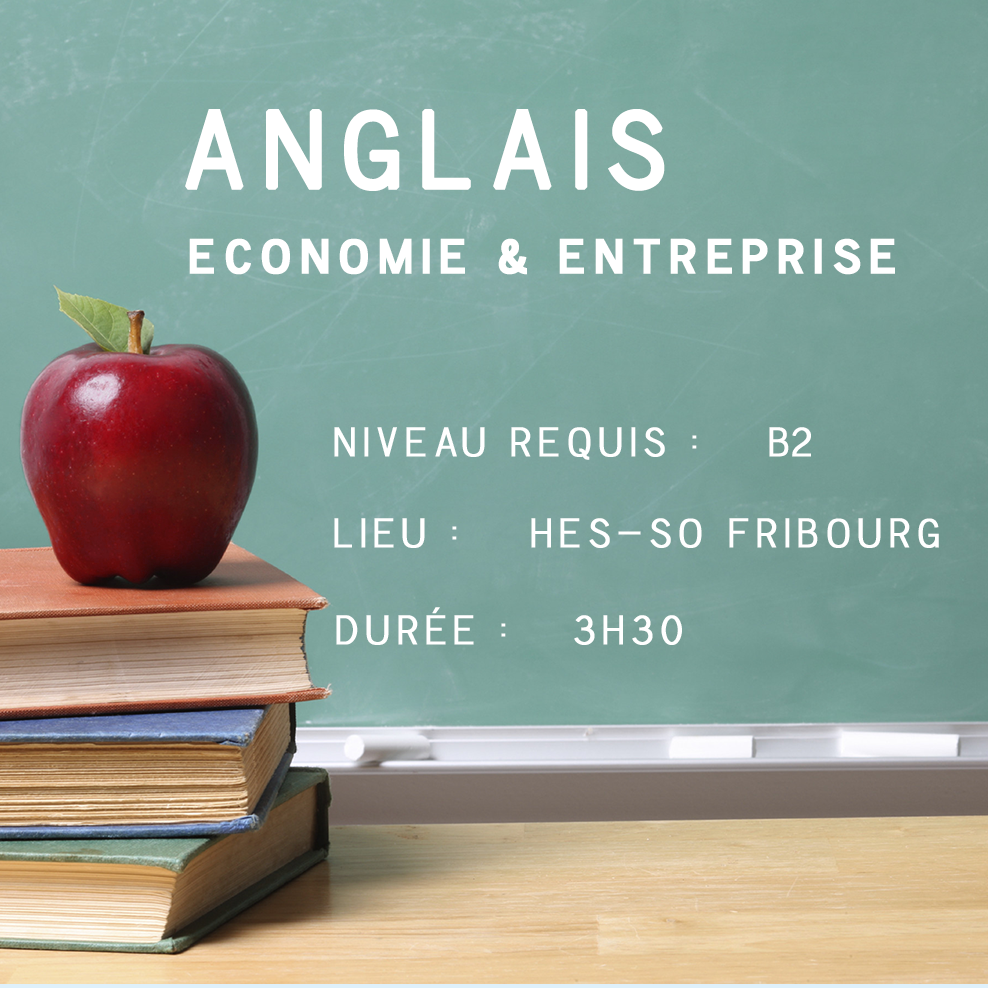 ANGLAIS
ECONOMIE & ENTREPRISE
NIVEAU REQUIS : B2
LIEU : HES-SO FRIBOURG
DURÉE : 3H30